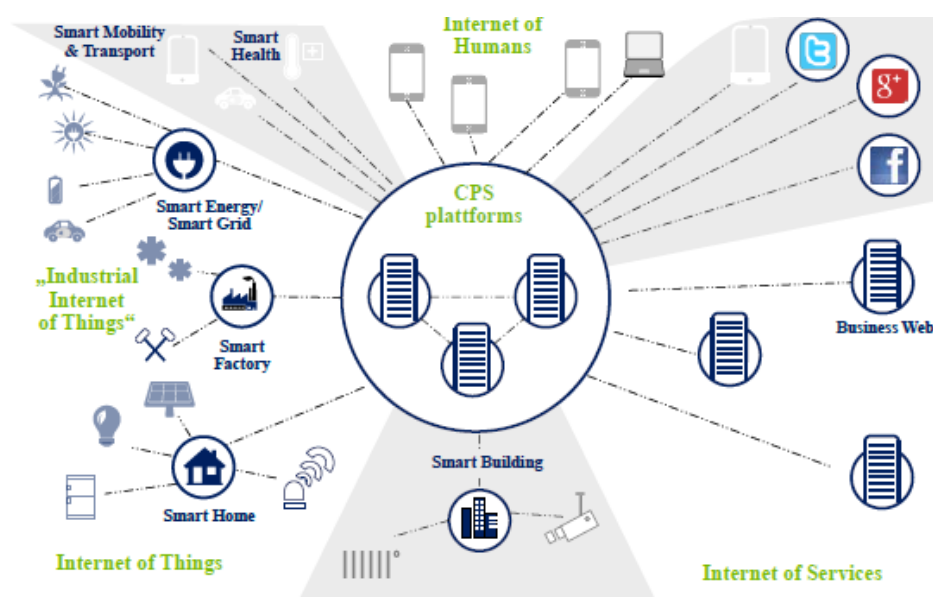 Smart Mobility
& Transport
Smart
Health
Internet of
Humans
g+
CPS
plattforms
Smart Energy/
Smart Grid
„Industrial
Internet
of Things“
Smart
Factory
Business Web
Smart Building
Smart Home
Internet of Things
Internet of Services